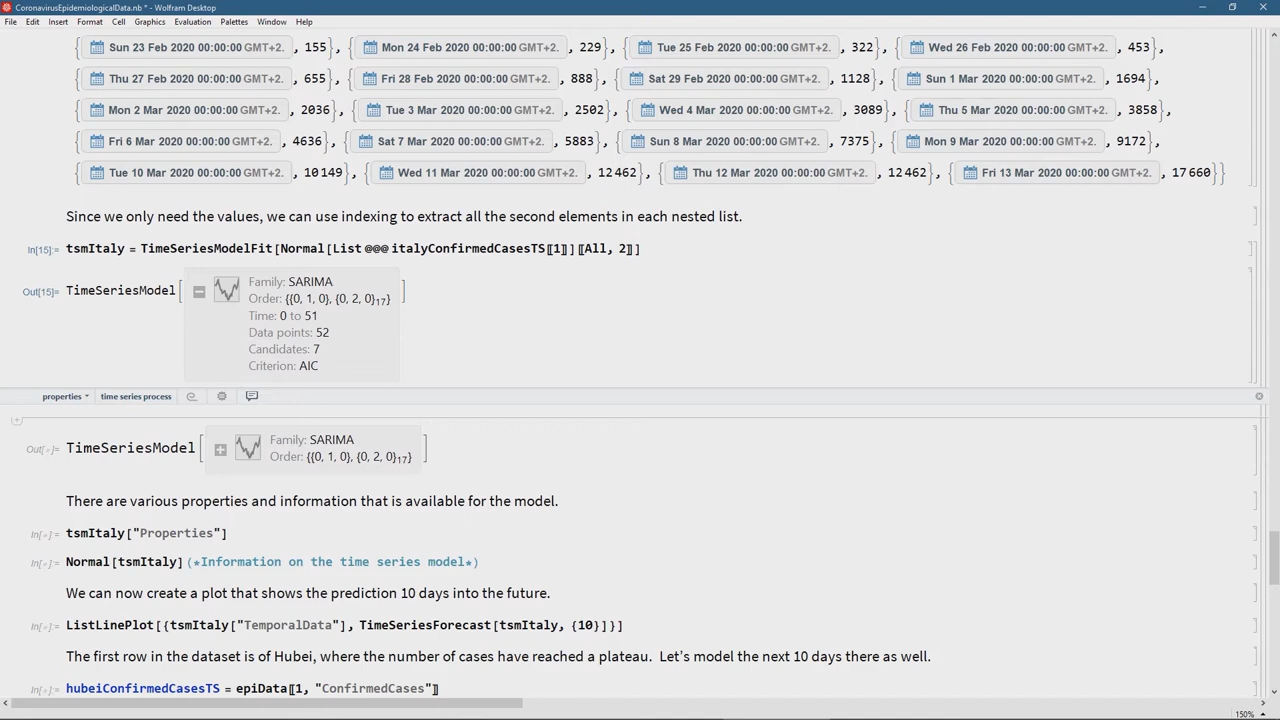 CoronavirusEpidemiologicalData.nb * - Wolfram Desktop
File Edit Insert Format Cell Graphics Evaluation Palettes Window Help
{ Sun 23 Feb 2020 00:00:00 GMT+2. , 155}, { Mon 24 Feb 2020 00:00:00 GMT+2. , 229}, { Tue 25 Feb 2020 00:00:00 GMT+2. , 322}, { Wed 26 Feb 2020 00:00:00 GMT+2. , 453},
{ Thu 27 Feb 2020 00:00:00 GMT+2. , 655}, { Fri 28 Feb 2020 00:00:00 GMT+2. , 888}, { Sat 29 Feb 2020 00:00:00 GMT+2. , 1128}, { Sun 1 Mar 2020 00:00:00 GMT+2. , 1694},
{ Mon 2 Mar 2020 00:00:00 GMT+2. , 2036}, { Tue 3 Mar 2020 00:00:00 GMT+2. , 2502}, { Wed 4 Mar 2020 00:00:00 GMT+2. , 3089}, { Thu 5 Mar 2020 00:00:00 GMT+2. , 3858},
{ Fri 6 Mar 2020 00:00:00 GMT+2. , 4636}, { Sat 7 Mar 2020 00:00:00 GMT+2. , 5883}, { Sun 8 Mar 2020 00:00:00 GMT+2. , 7375}, { Mon 9 Mar 2020 00:00:00 GMT+2. , 9172},
{ Tue 10 Mar 2020 00:00:00 GMT+2. , 10149}, { Wed 11 Mar 2020 00:00:00 GMT+2. , 12462}, { Thu 12 Mar 2020 00:00:00 GMT+2. , 12462}, { Fri 13 Mar 2020 00:00:00 GMT+2. , 17660}}
Since we only need the values, we can use indexing to extract all the second elements in each nested list.
In[15]:= tsmItaly = TimeSeriesModelFit[Normal[List @@@ italyConfirmedCasesTS〚1〛]〚All, 2〛]
Out[15]= TimeSeriesModel[ Family: SARIMA
Order: {{0, 1, 0}, {0, 2, 0}17} ]
Time: 0 to 51
Data points: 52
Candidates: 7
Criterion: AIC
properties time series process
Out[∘]= TimeSeriesModel[ Family: SARIMA
Order: {{0, 1, 0}, {0, 2, 0}17} ]
There are various properties and information that is available for the model.
In[∘]:= tsmItaly["Properties"]
In[∘]:= Normal[tsmItaly](*Information on the time series model*)
We can now create a plot that shows the prediction 10 days into the future.
In[∘]:= ListLinePlot[{tsmItaly["TemporalData"], TimeSeriesForecast[tsmItaly, {10}]}]
The first row in the dataset is of Hubei, where the number of cases have reached a plateau. Let's model the next 10 days there as well.
In[∘]:= hubeiConfirmedCasesTS = epiData〚1, "ConfirmedCases"〛
150%